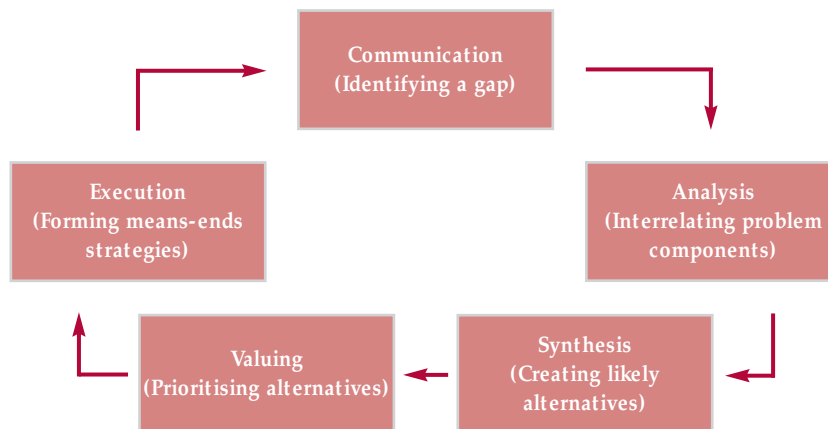 Communication
(Identifying a gap)
Execution
(Forming means-ends
strategies)
Analysis
(Interrelating problem
components)
Valuing
(Prioritising alternatives)
Synthesis
(Creating likely
alternatives)